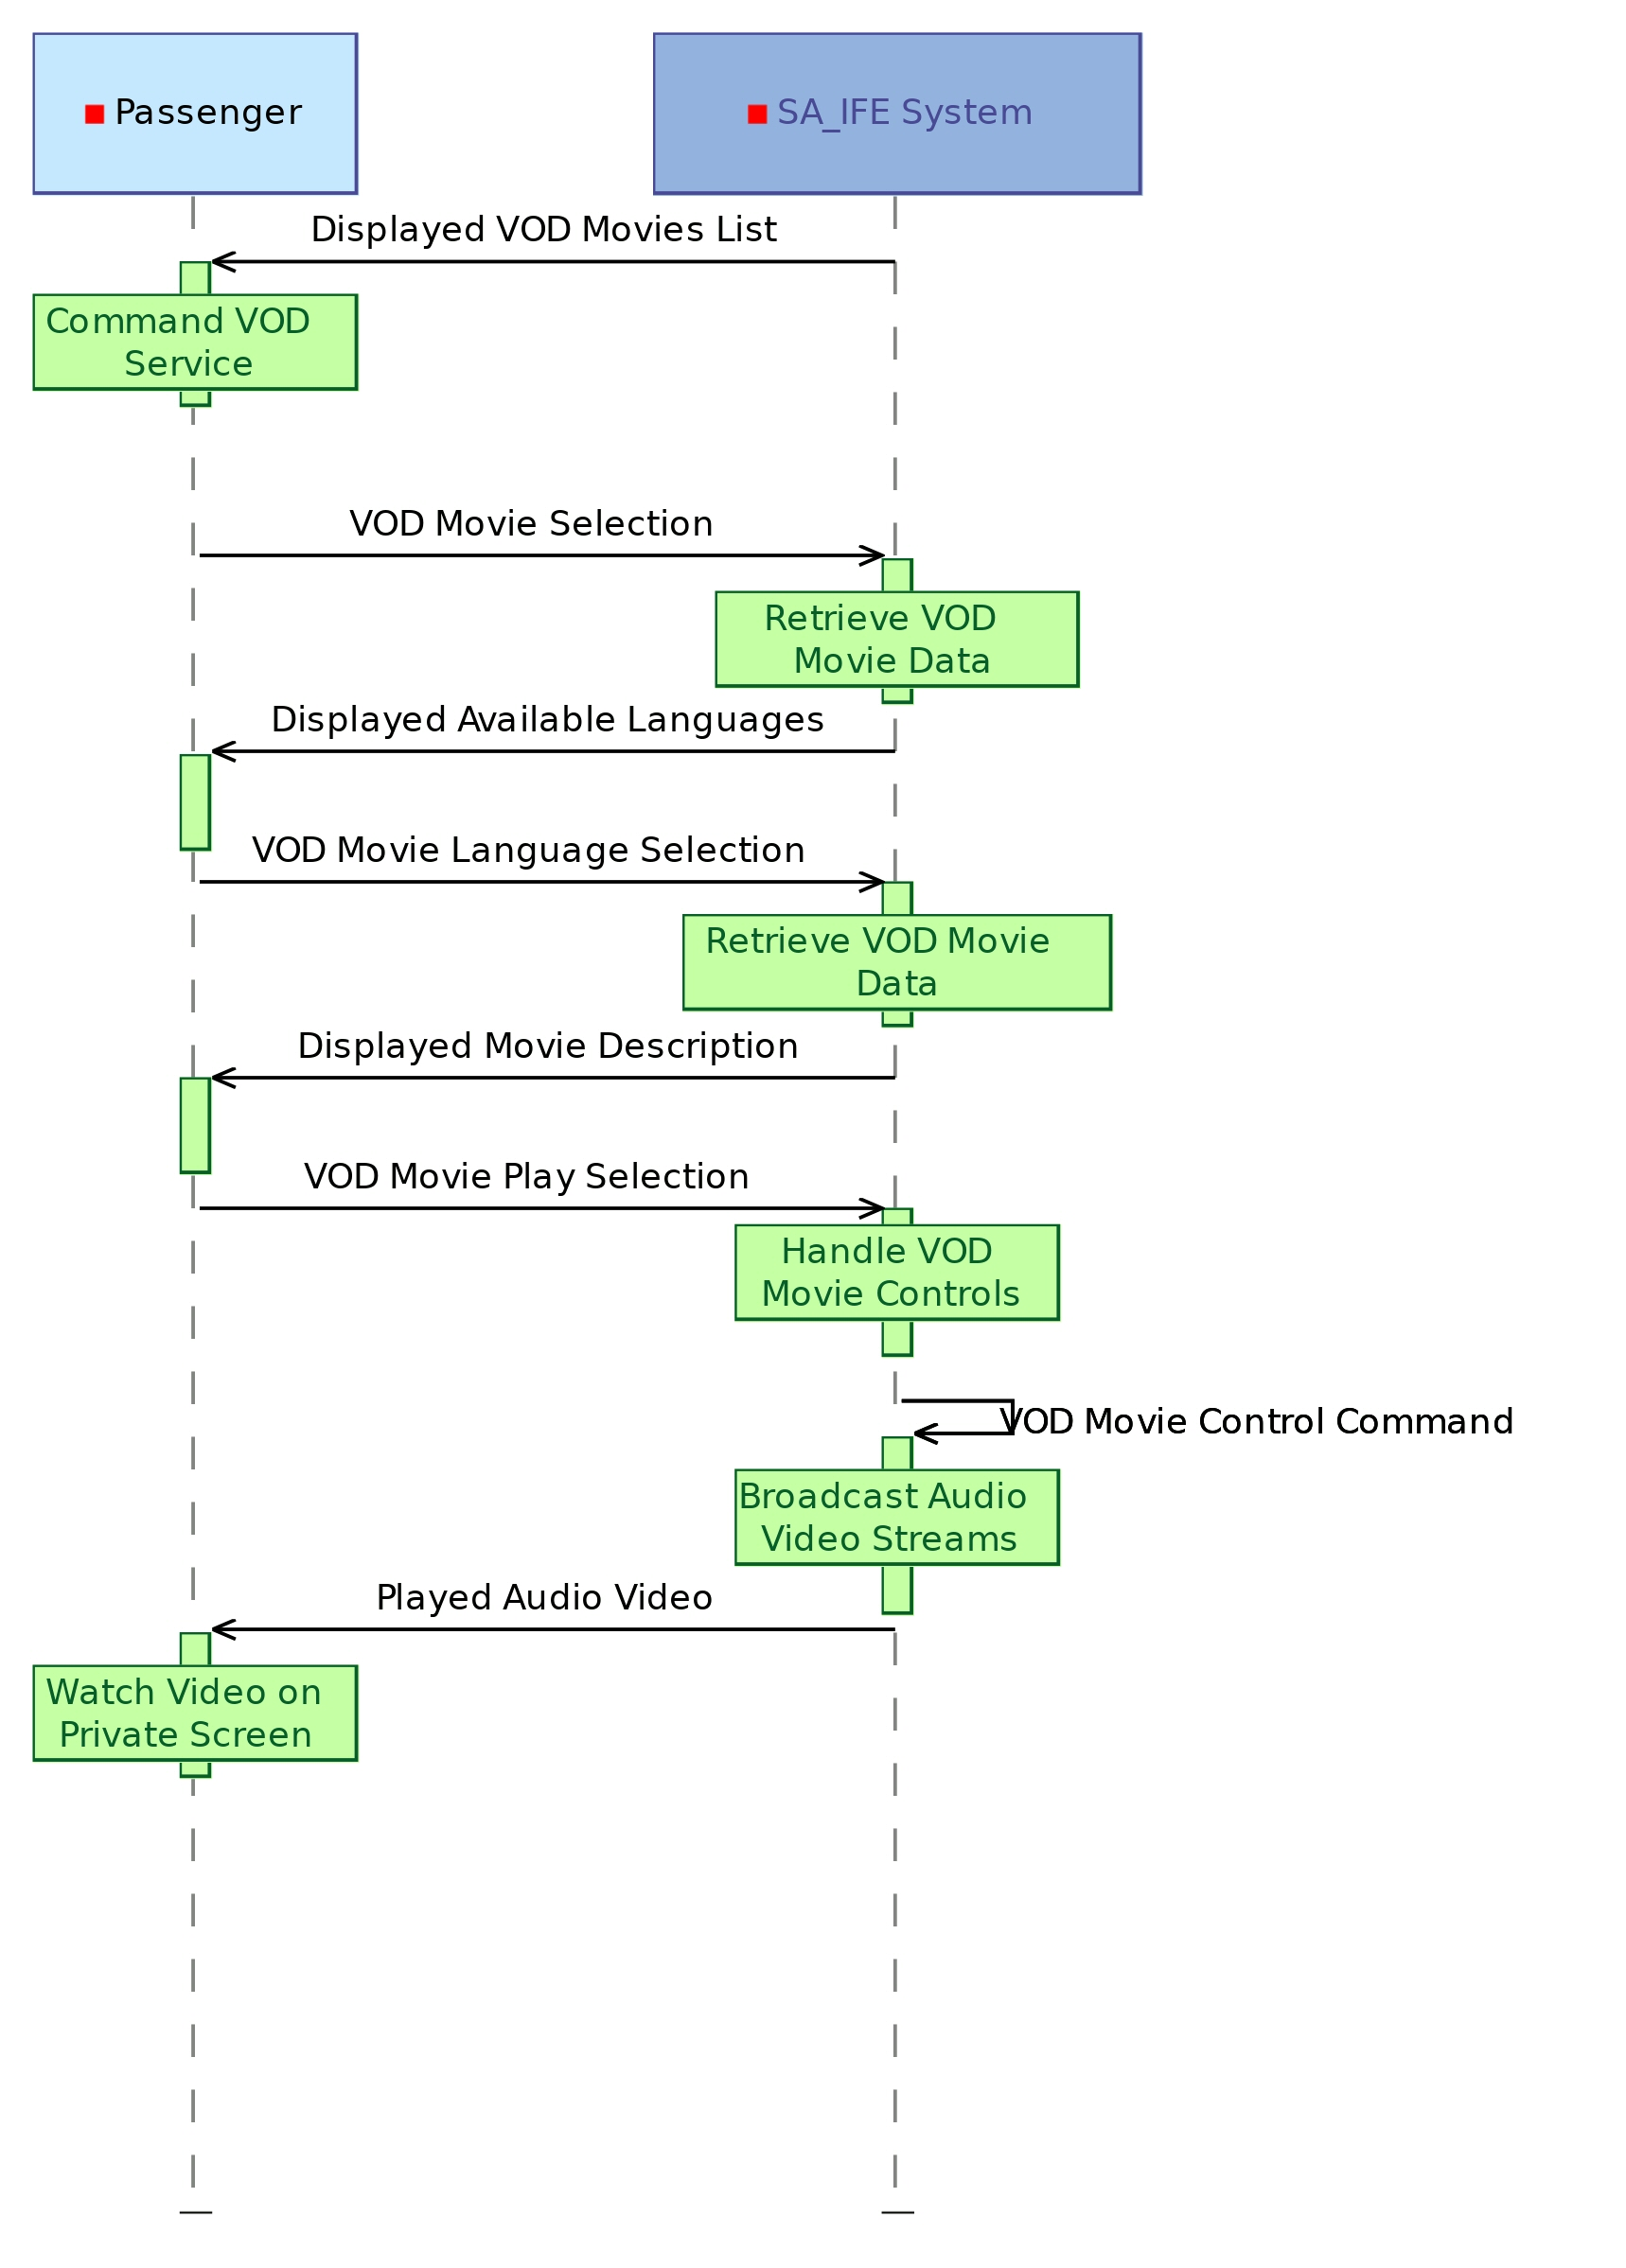 Passenger
SA_IFE System
Displayed VOD Movies List
Command VOD
Service
VOD Movie Selection
Retrieve VOD
Movie Data
Displayed Available Languages
VOD Movie Language Selection
Retrieve VOD Movie
Data
Displayed Movie Description
VOD Movie Play Selection
Handle VOD
Movie Controls
VOD Movie Control Command
Broadcast Audio
Video Streams
Played Audio Video
Watch Video on
Private Screen